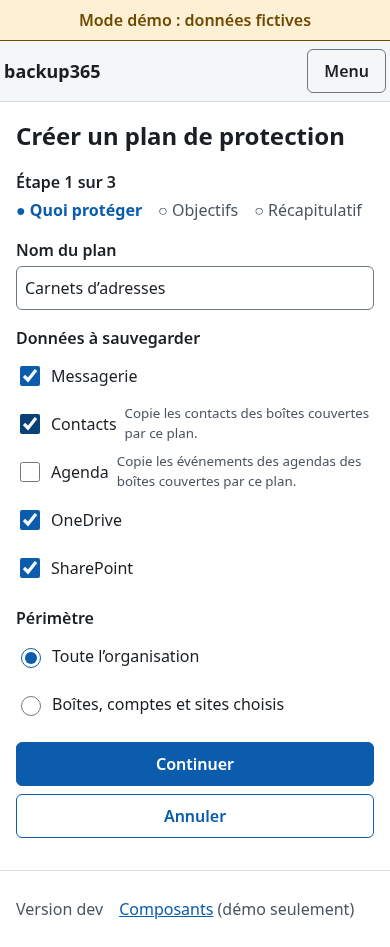 Mode démo : données fictives
backup365
Menu
Créer un plan de protection
Étape 1 sur 3
● Quoi protéger ○ Objectifs ○ Récapitulatif
Nom du plan
Carnets d’adresses
Données à sauvegarder
Messagerie
Contacts
Copie les contacts des boîtes couvertes
par ce plan.
Agenda
Copie les événements des agendas des
boîtes couvertes par ce plan.
OneDrive
SharePoint
Périmètre
Toute l’organisation
Boîtes, comptes et sites choisis
Continuer
Annuler
Version dev Composants (démo seulement)